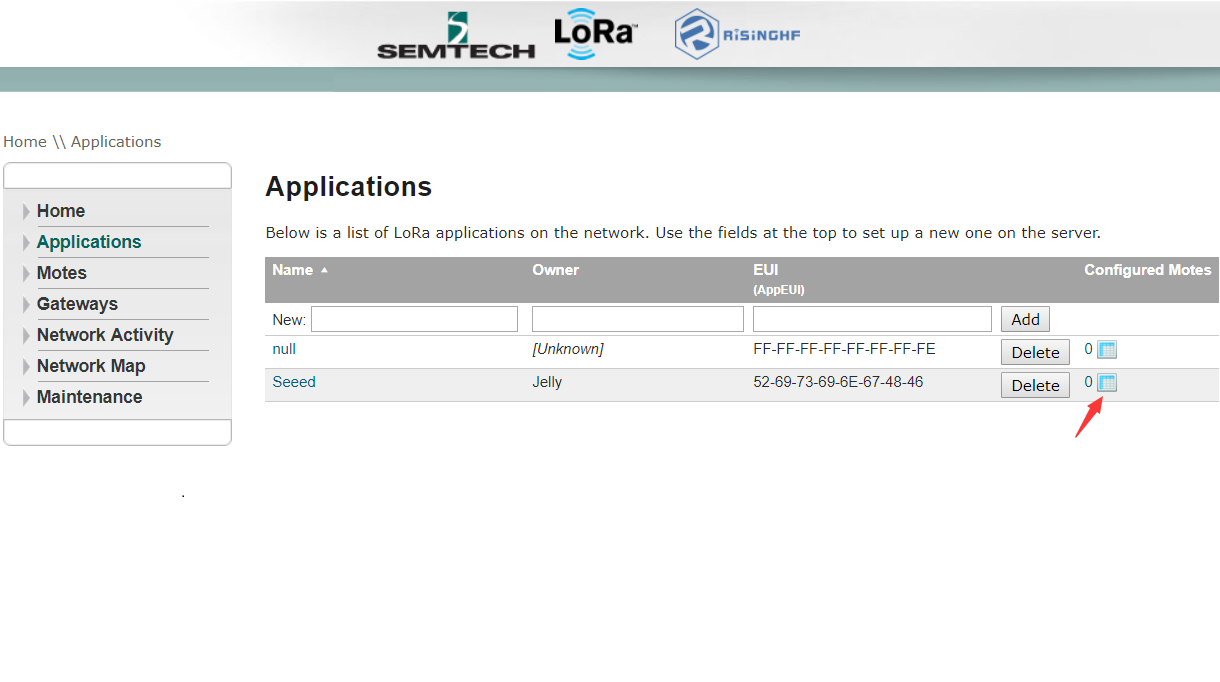 SEMTECH LoRa™ RiSiNGHF
Home \\ Applications
Home
Applications
Motes
Gateways
Network Activity
Network Map
Maintenance
.
Applications
Below is a list of LoRa applications on the network. Use the fields at the top to set up a new one on the server.
Name Owner EUI Configured Motes
(AppEUI)
New: Add
null [Unknown] FF-FF-FF-FF-FF-FF-FF-FE Delete 0
Seeed Jelly 52-69-73-69-6E-67-48-46 Delete 0